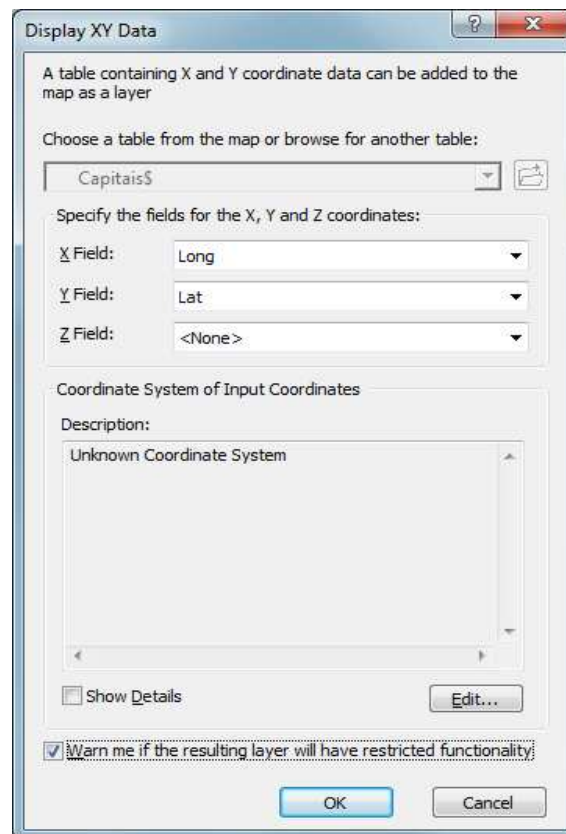 Display XY Data
?
A table containing X and Y coordinate data can be added to the
map as a layer
Choose a table from the map or browse for another table:
Capitais$
Specify the fields for the X, Y and Z coordinates:
X Field:
Long
Y Field:
Lat
Z Field:
<None>
Coordinate System of Input Coordinates
Description:
Unknown Coordinate System
Show Details
Edit...
Warn me if the resulting layer will have restricted functionality
OK
Cancel